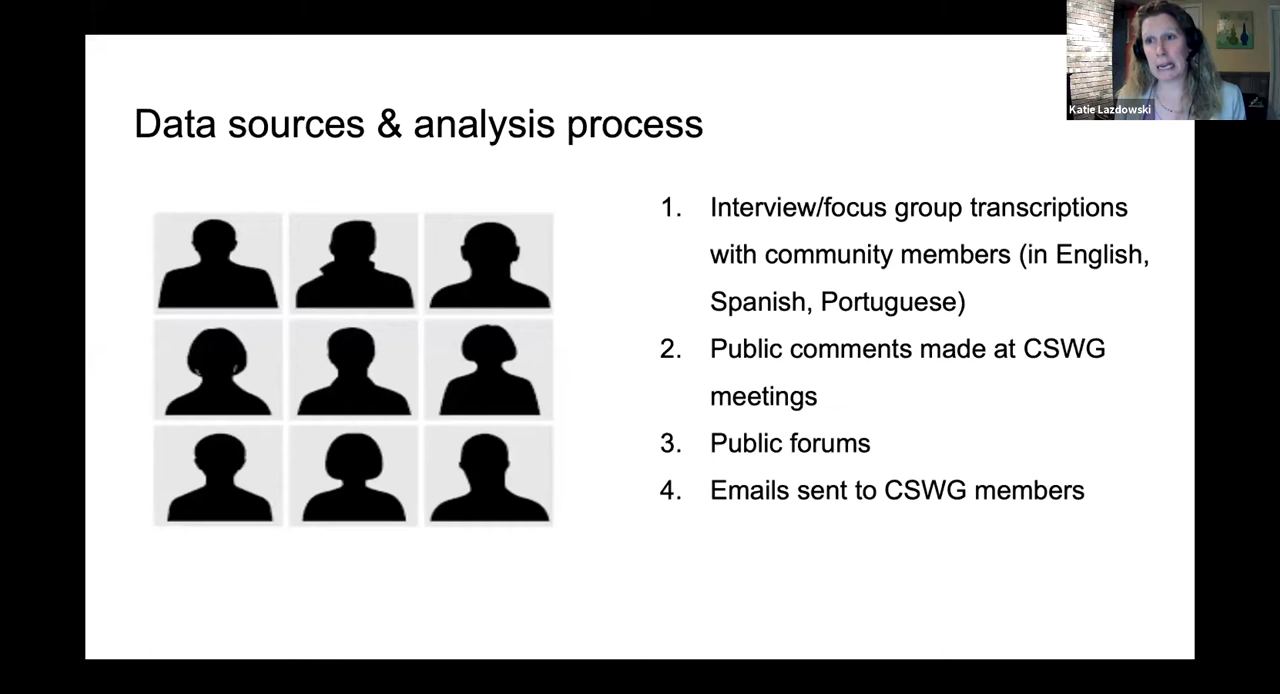 Katie Lazdowski
Data sources & analysis process
1. Interview/focus group transcriptions
with community members (in English,
Spanish, Portuguese)
2. Public comments made at CSWG
meetings
3. Public forums
4. Emails sent to CSWG members